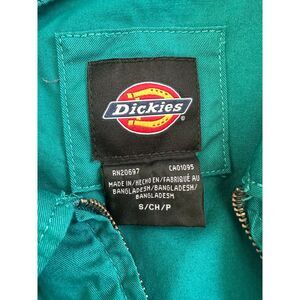 Dickies
RN20697 CA01095
MADE IN/HECHO EN/FABRIQUÉ AU
BANGLADESH/BANGLADESH/
BANGLADESH
S/CH/P